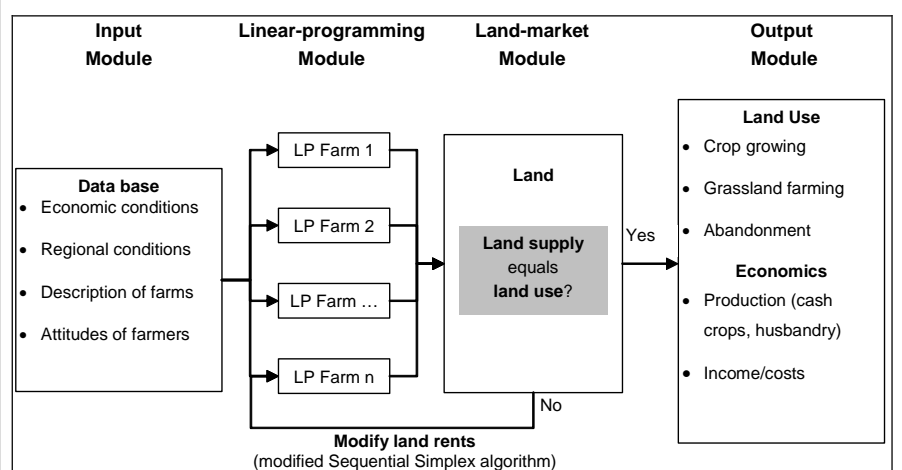 Input
Module
Linear-programming
Module
Land-market
Module
Output
Module
Data base
• Economic conditions
• Regional conditions
• Description of farms
• Attitudes of farmers
LP Farm 1
LP Farm 2
LP Farm …
LP Farm n
Land
Land supply
equals
land use?
Yes
No
Modify land rents
(modified Sequential Simplex algorithm)
Land Use
• Crop growing
• Grassland farming
• Abandonment
Economics
• Production (cash
crops, husbandry)
• Income/costs